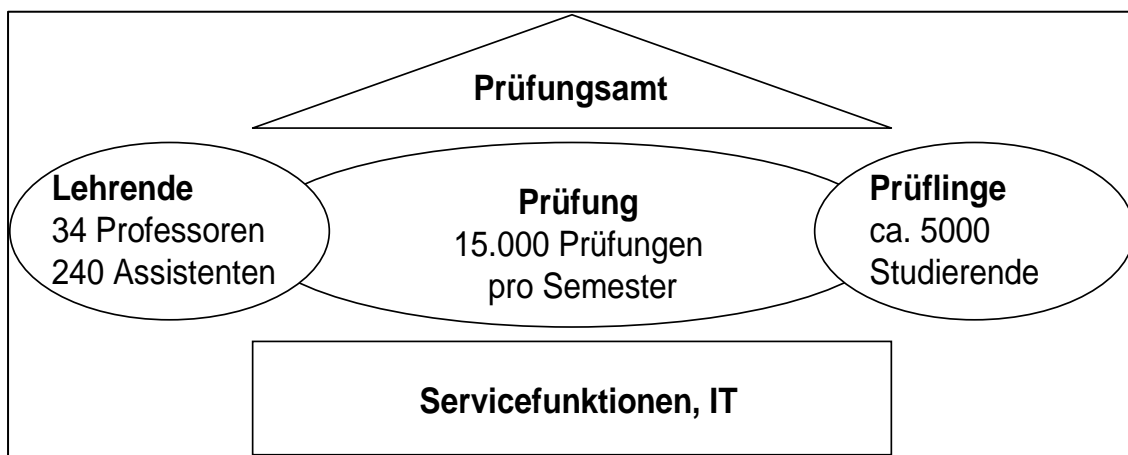 Prüfungsamt
Lehrende
34 Professoren
240 Assistenten
Prüfung
15.000 Prüfungen
pro Semester
Prüflinge
ca. 5000
Studierende
Servicefunktionen, IT